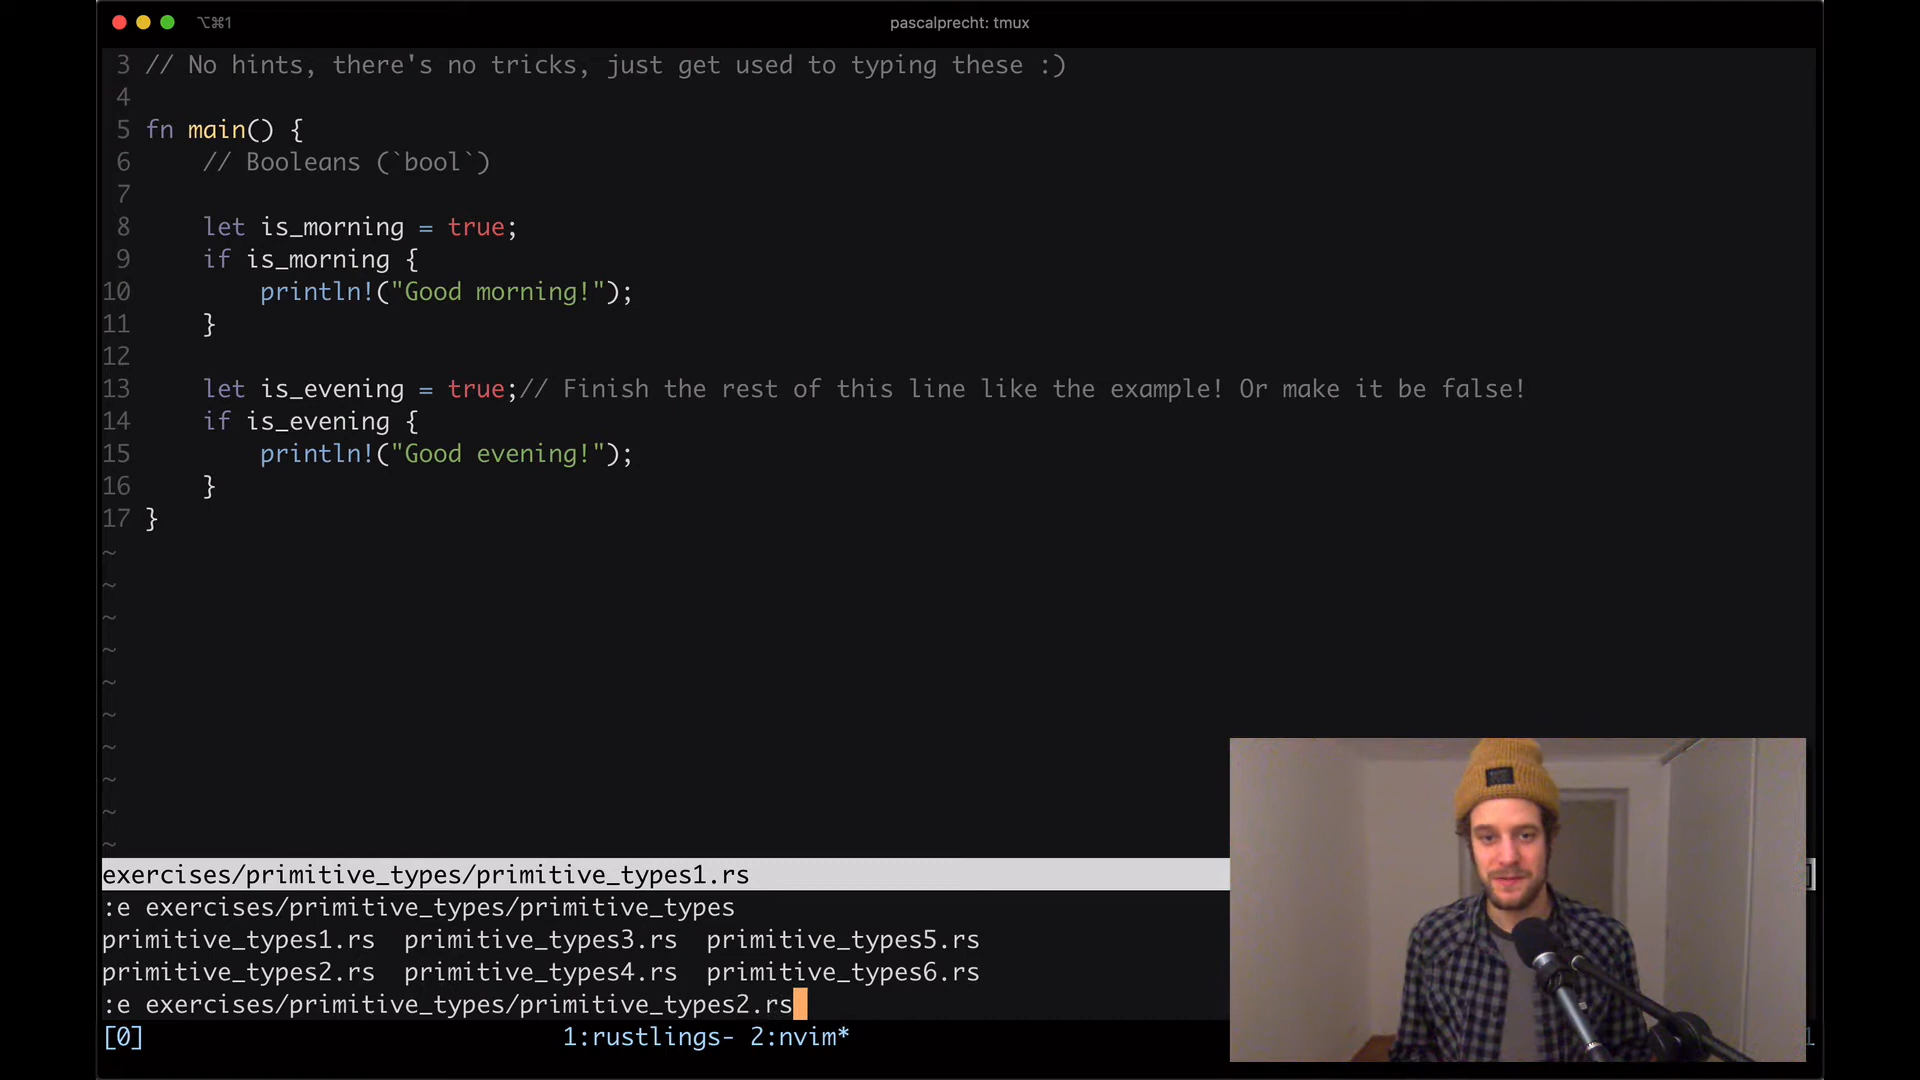 ⌥⌘1
pascalprecht: tmux
3 // No hints, there's no tricks, just get used to typing these :)
4
5 fn main() {
6     // Booleans (`bool`)
7
8     let is_morning = true;
9     if is_morning {
10         println!("Good morning!");
11     }
12
13     let is_evening = true;// Finish the rest of this line like the example! Or make it be false!
14     if is_evening {
15         println!("Good evening!");
16     }
17 }
~
~
~
~
~
~
~
~
~
~
exercises/primitive_types/primitive_types1.rs
:e exercises/primitive_types/primitive_types
primitive_types1.rs  primitive_types3.rs  primitive_types5.rs
primitive_types2.rs  primitive_types4.rs  primitive_types6.rs
:e exercises/primitive_types/primitive_types2.rs
[0] 1:rustlings- 2:nvim*